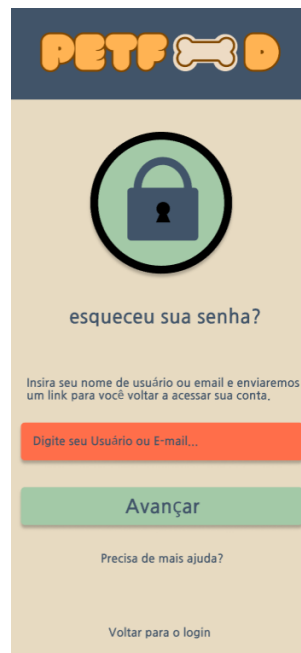 PETFOOD
esqueceu sua senha?
Insira seu nome de usuário ou email e enviaremos
um link para você voltar a acessar sua conta.
Digite seu Usuário ou E-mail...
Avançar
Precisa de mais ajuda?
Voltar para o login